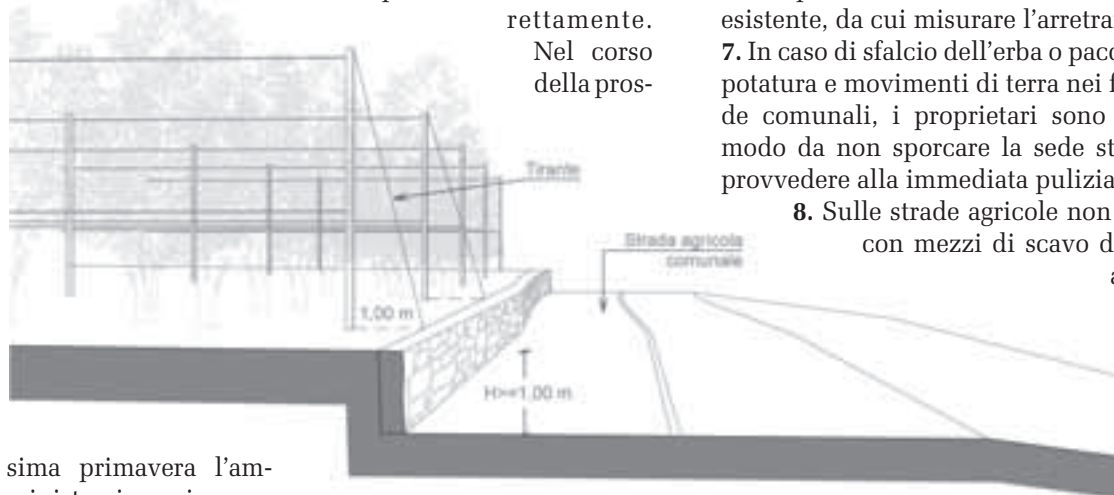 rettamente.
Nel corso
della pros-
sima primavera l'am-
esistente, da cui misurare l'arretra
7. In caso di sfalcio dell'erba o pac
potatura e movimenti di terra nei f
de comunali, i proprietari sono
modo da non sporcare la sede st
provvedere alla immediata pulizia
8. Sulle strade agricole non
con mezzi di scavo d
a
Tirante
Strada agricola
comunale
1,00 m
H>=1,00 m